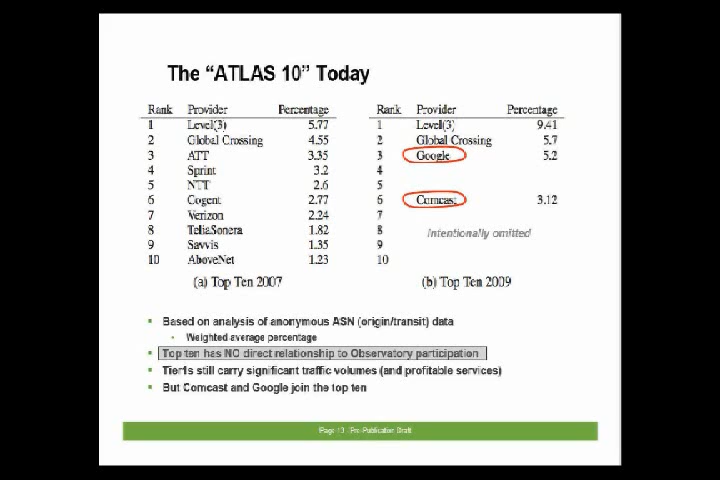 The "ATLAS 10" Today
Rank Provider Percentage
1 Level(3) 5.77
2 Global Crossing 4.55
3 ATT 3.35
4 Sprint 3.2
5 NTT 2.6
6 Cogent 2.77
7 Verizon 2.24
8 TeliaSonera 1.82
9 Savvis 1.35
10 AboveNet 1.23
(a) Top Ten 2007
Rank Provider Percentage
1 Level(3) 9.41
2 Global Crossing 5.7
3 Google 5.2
4
5
6 Comcast 3.12
7
8 Intentionally omitted
9
10
(b) Top Ten 2009
Based on analysis of anonymous ASN (origin/transit) data
Weighted average percentage
Top ten has NO direct relationship to Observatory participation
Tier1s still carry significant traffic volumes (and profitable services)
But Comcast and Google join the top ten
Page 13 - Pre-Publication Draft